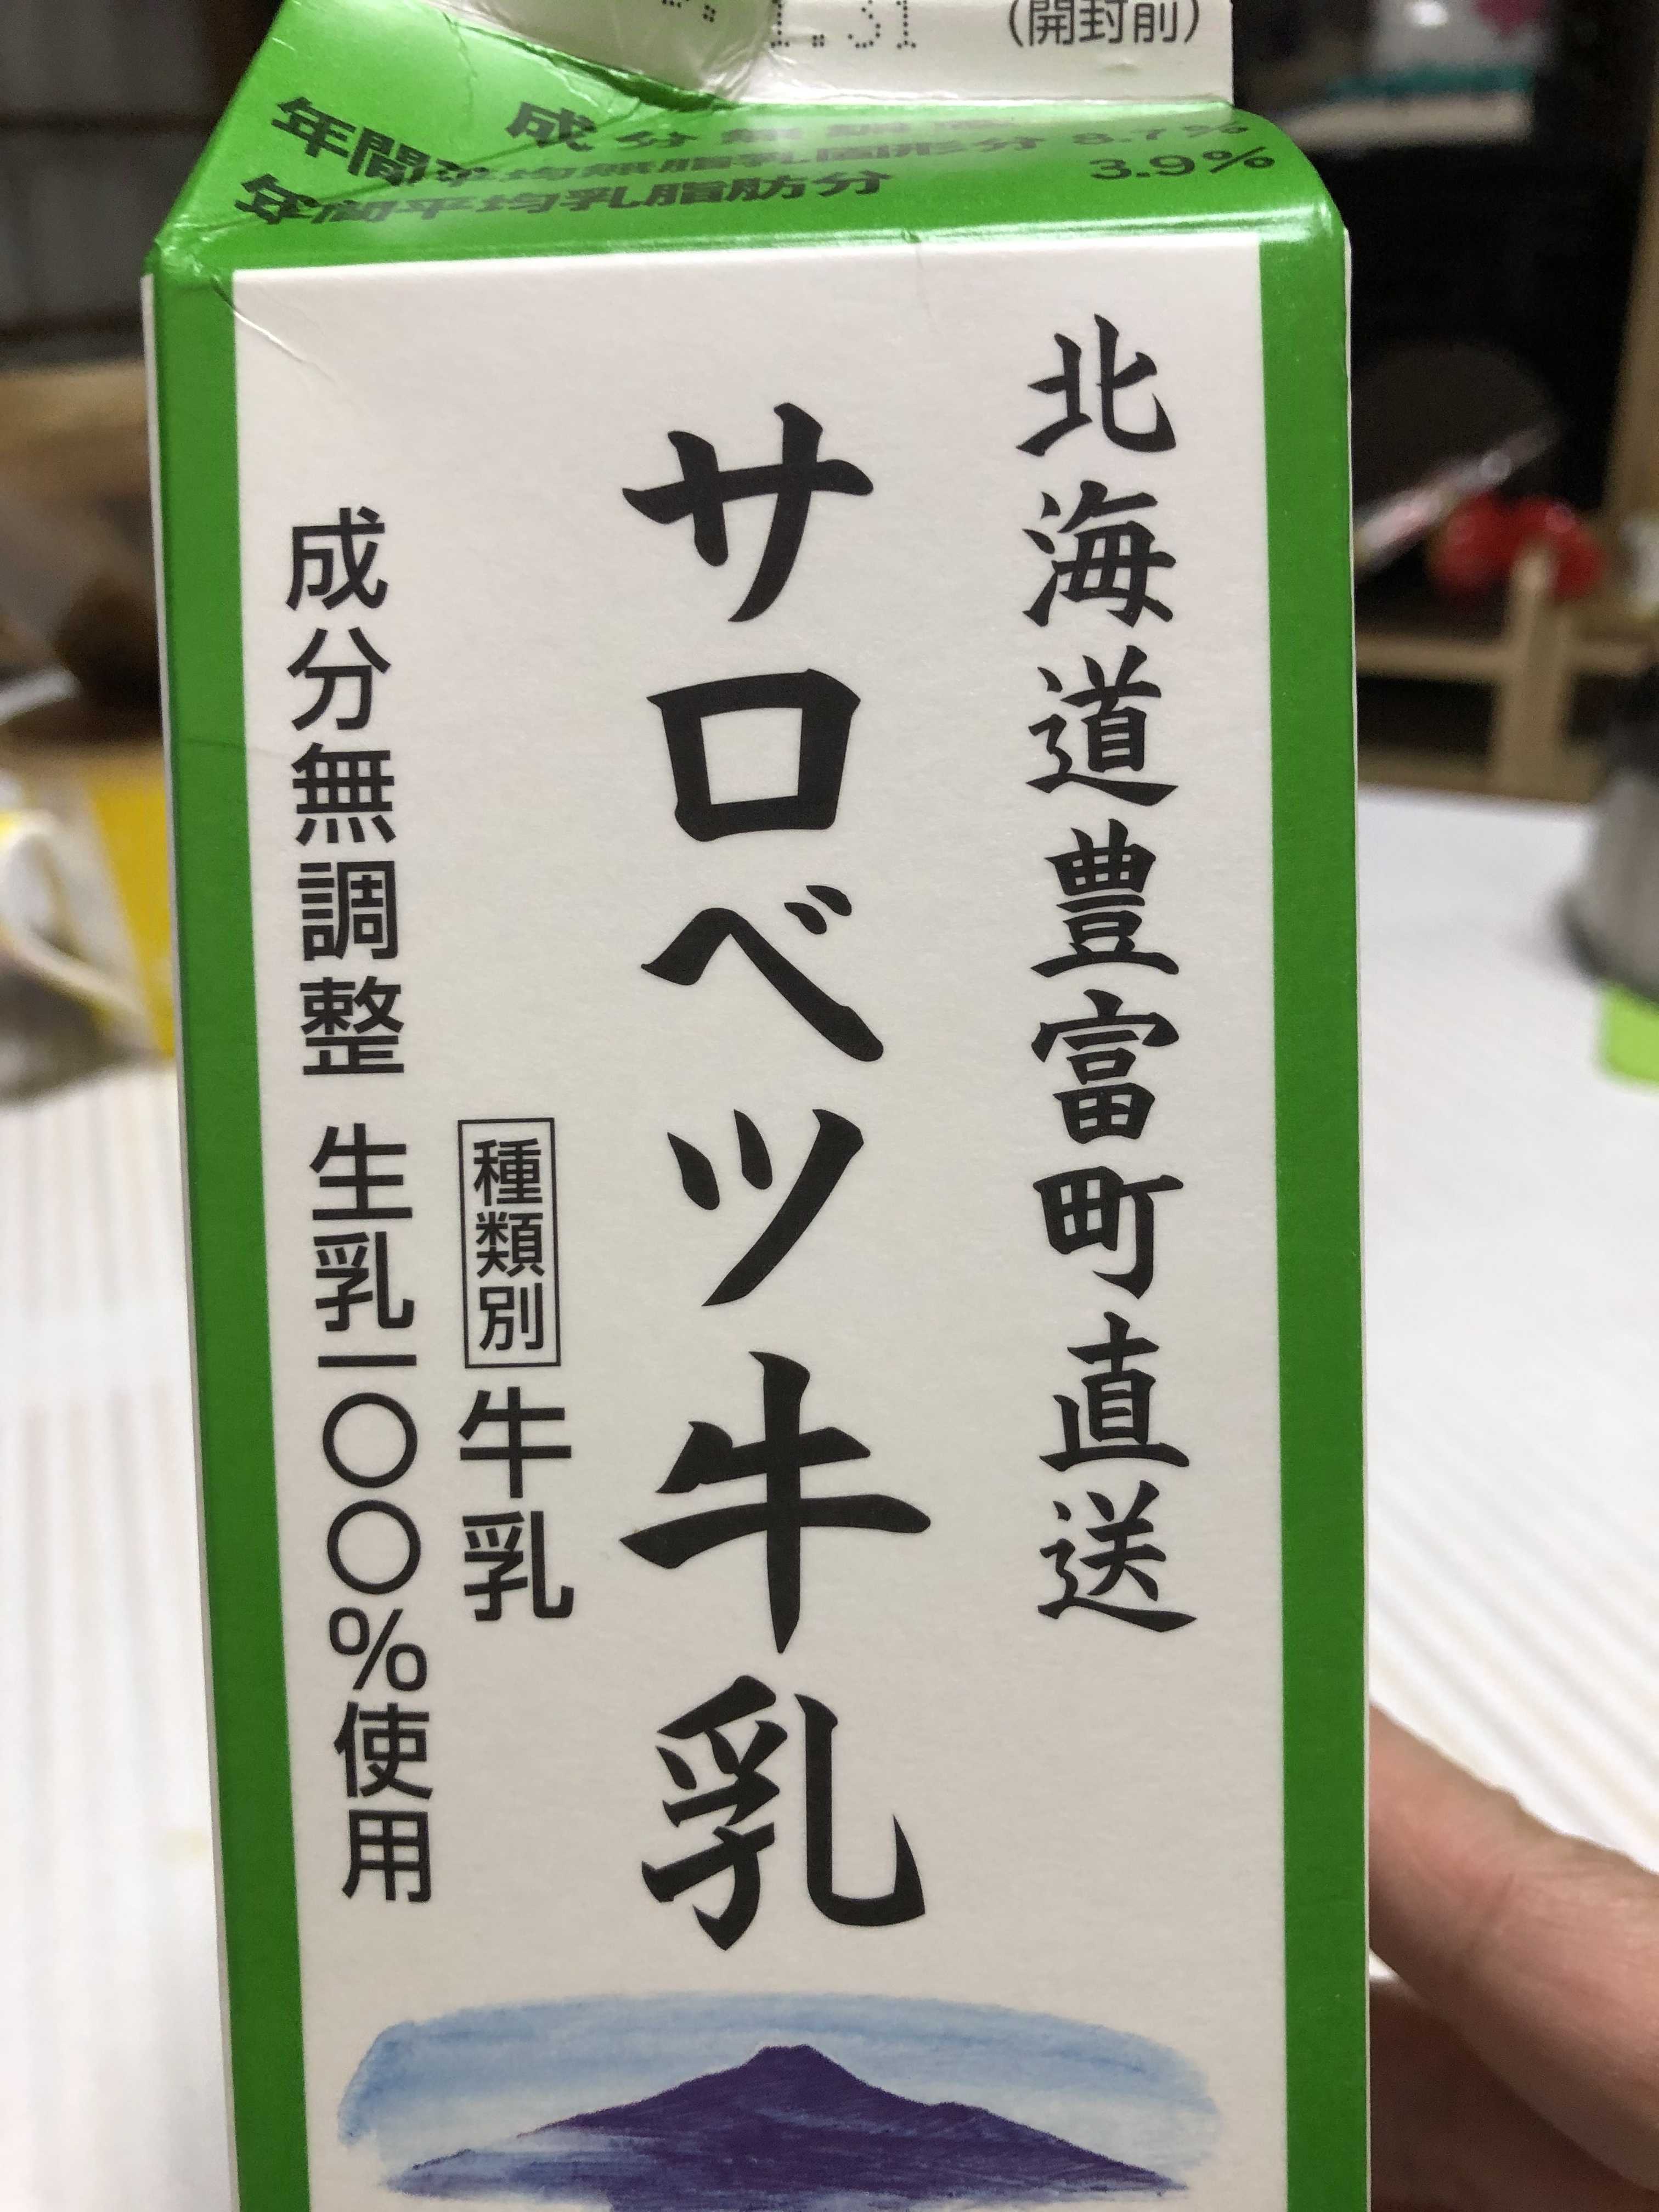 1.31 (開封前)
成分無調整
年間平均無脂乳固形分 8.7%
年間平均乳脂肪分 3.9%
北海道豊富町直送
サロベツ牛乳
種類別 牛乳
成分無調整 生乳一〇〇%使用